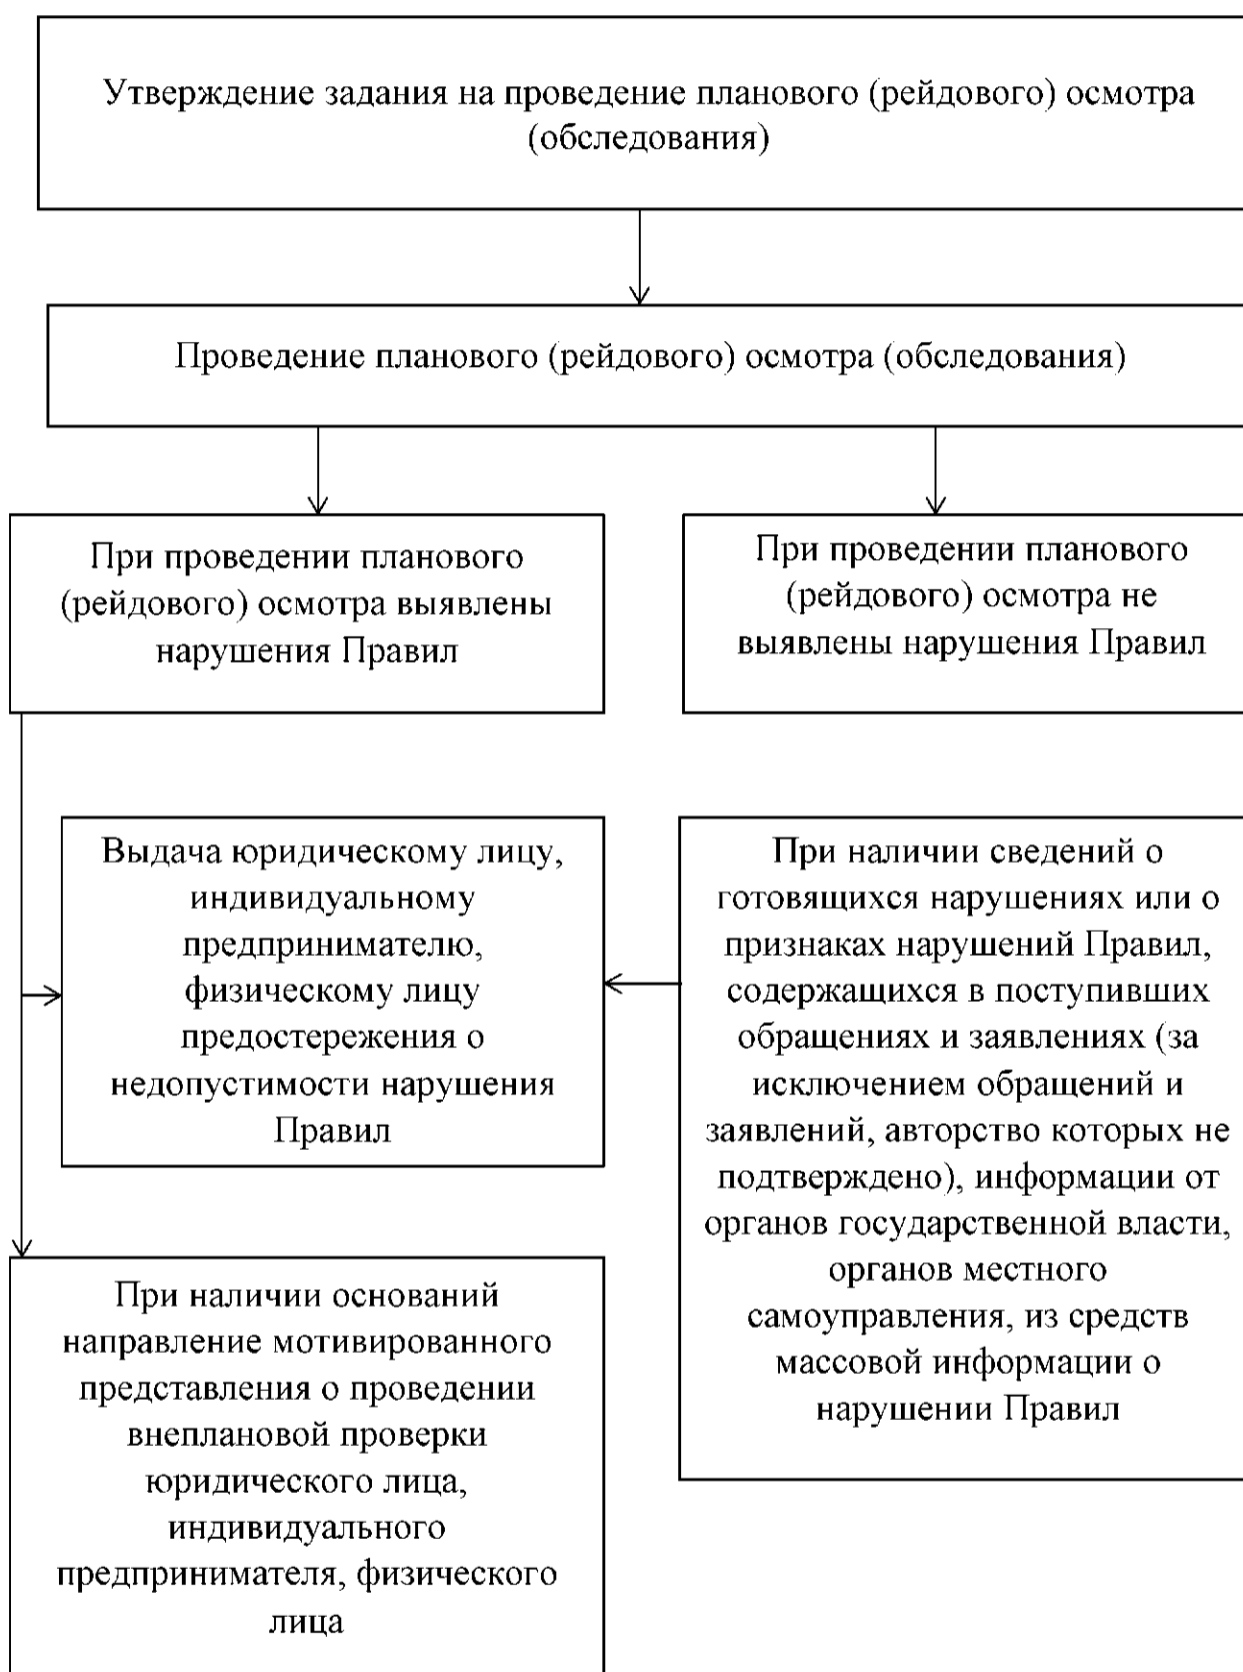 Утверждение задания на проведение планового (рейдового) осмотра
(обследования)
Проведение планового (рейдового) осмотра (обследования)
При проведении планового
(рейдового) осмотра выявлены
нарушения Правил
При проведении планового
(рейдового) осмотра не
выявлены нарушения Правил
Выдача юридическому лицу,
индивидуальному
предпринимателю,
физическому лицу
предостережения о
недопустимости нарушения
Правил
При наличии сведений о
готовящихся нарушениях или о
признаках нарушений Правил,
содержащихся в поступивших
обращениях и заявлениях (за
исключением обращений и
заявлений, авторство которых не
подтверждено), информации от
органов государственной власти,
органов местного
самоуправления, из средств
массовой информации о
нарушении Правил
При наличии оснований
направление мотивированного
представления о проведении
внеплановой проверки
юридического лица,
индивидуального
предпринимателя, физического
лица